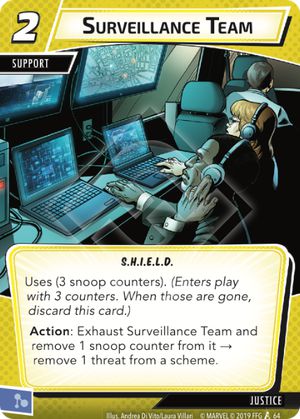 2
SURVEILLANCE TEAM
SUPPORT
S.H.I.E.L.D.
Uses (3 snoop counters). (Enters play
with 3 counters. When those are gone,
discard this card.)
Action: Exhaust Surveillance Team and
remove 1 snoop counter from it →
remove 1 threat from a scheme.
JUSTICE
Illus. Andrea Di Vito/Laura Villari © MARVEL © 2019 FFG 64